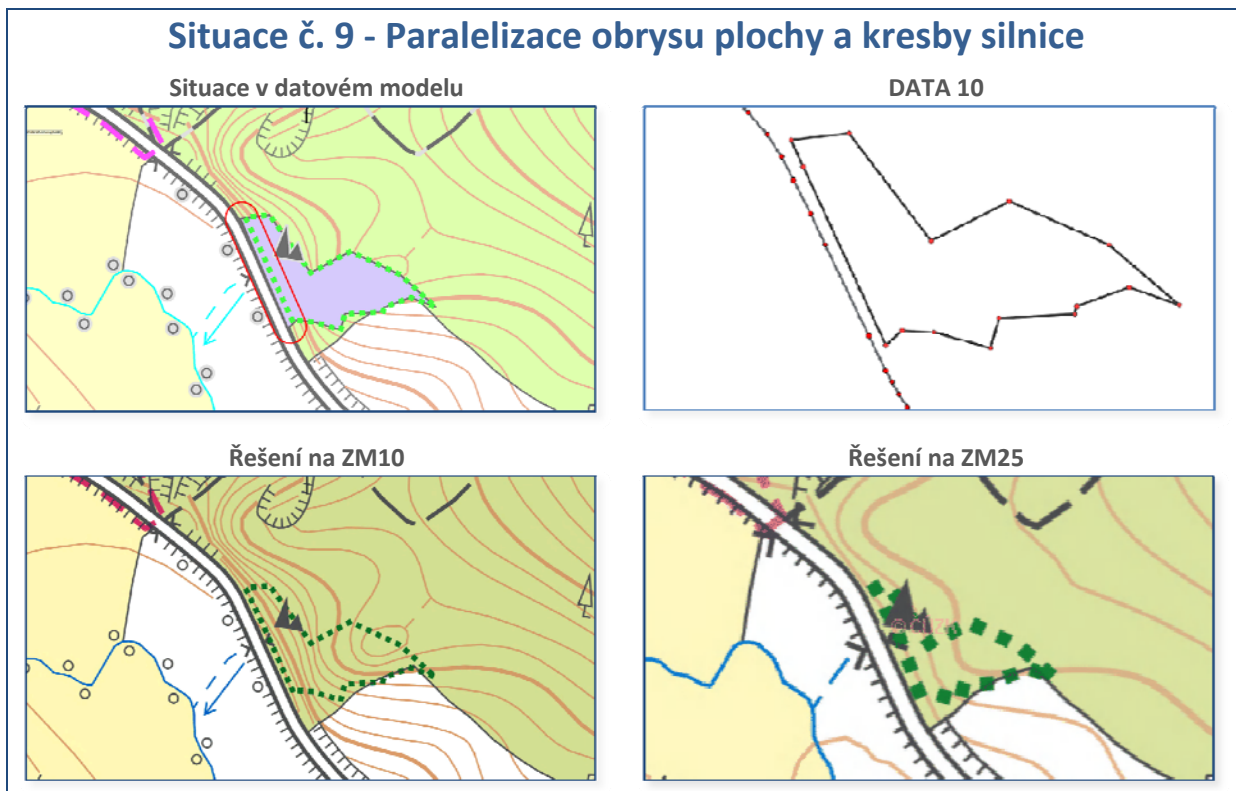 Situace č. 9 - Paralelizace obrysu plochy a kresby silnice
Situace v datovém modelu
DATA 10
Řešení na ZM10
Řešení na ZM25